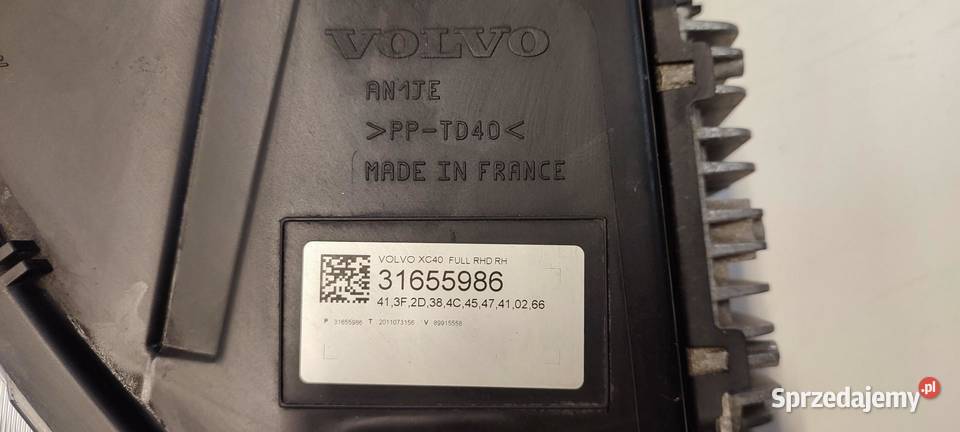 VOLVO
AN1JE
>PP-TD40<
MADE IN FRANCE
VOLVO XC40 FULL RHD RH
31655986
41,3F,2D,38,4C,45,47,41,02,66
P 31655986 T 2011073156 V 89915558
Sprzedajemy.pl